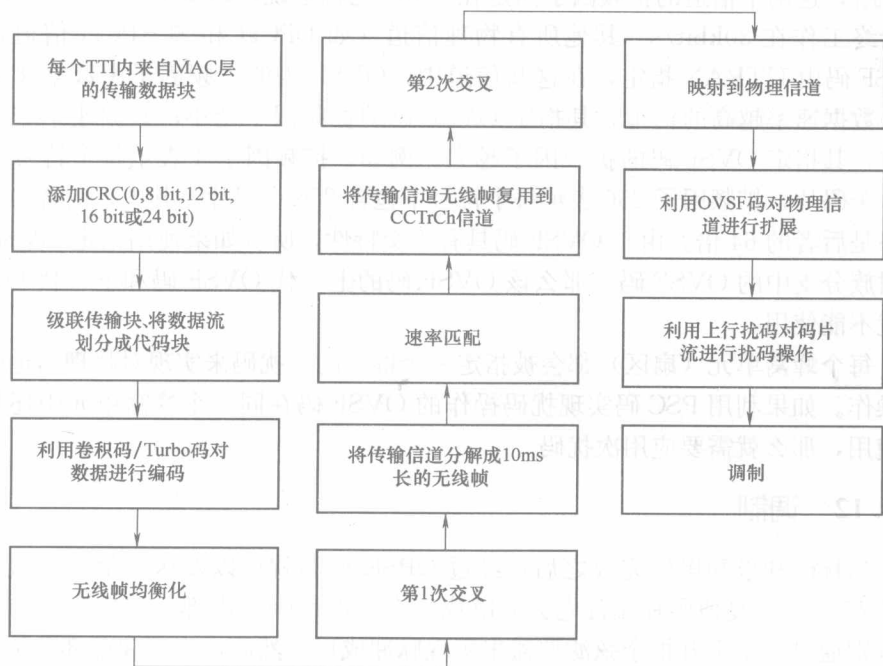 每个TTI内来自MAC层
的传输数据块
添加CRC(0,8 bit,12 bit,
16 bit或24 bit)
级联传输块、将数据流
划分成代码块
利用卷积码/Turbo码对
数据进行编码
无线帧均衡化
第1次交叉
将传输信道分解成10ms
长的无线帧
速率匹配
将传输信道无线帧复用到
CCTrCh信道
第2次交叉
映射到物理信道
利用OVSF码对物理信
道进行扩展
利用上行扰码对码片
流进行扰码操作
调制